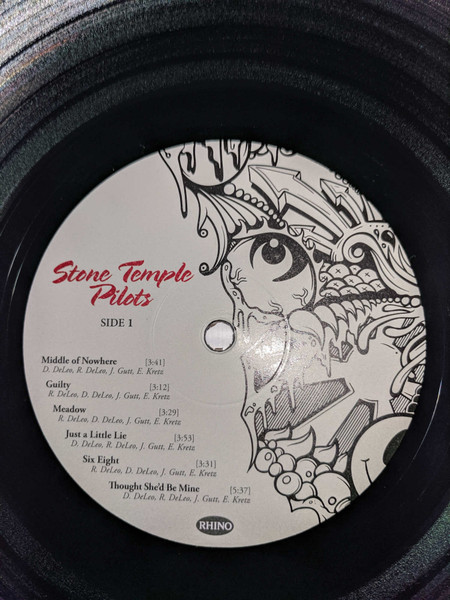 Stone Temple
Pilots
SIDE 1
Middle of Nowhere [3:41]
D. DeLeo, R. DeLeo, J. Gutt, E. Kretz
Guilty [3:12]
R. DeLeo, D. DeLeo, J. Gutt, E. Kretz
Meadow [3:29]
R. DeLeo, D. DeLeo, J. Gutt, E. Kretz
Just a Little Lie [3:53]
D. DeLeo, R. DeLeo, J. Gutt, E. Kretz
Six Eight [3:31]
R. DeLeo, D. DeLeo, J. Gutt, E. Kretz
Thought She'd Be Mine [5:37]
D. DeLeo, R. DeLeo, J. Gutt, E. Kretz
RHINO